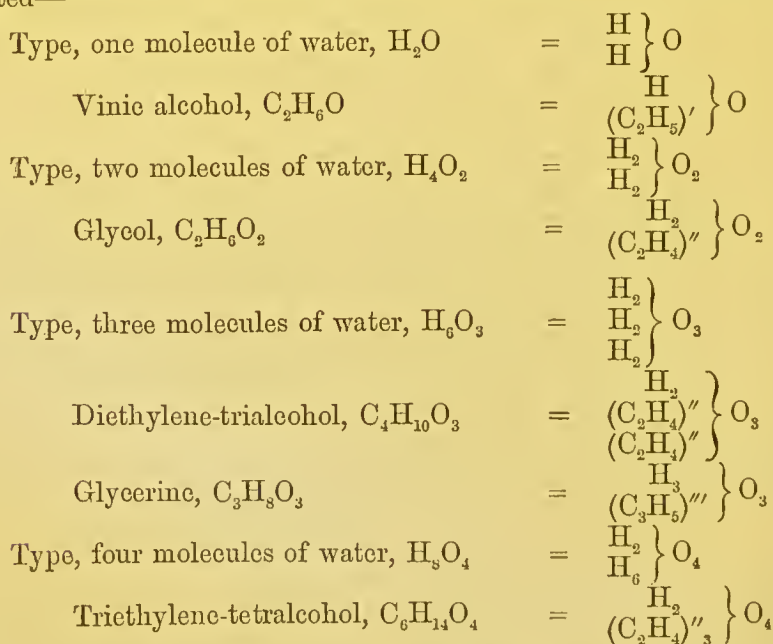 Type, one molecule of water, H₂O = H H } O
Vinic alcohol, C₂H₆O = H (C₂H₅)′ } O
Type, two molecules of water, H₄O₂ = H₂ H₂ } O₂
Glycol, C₂H₆O₂ = H₂ (C₂H₄)″ } O₂
Type, three molecules of water, H₆O₃ = H₂ H₂ H₂ } O₃
Diethylene-trialcohol, C₄H₁₀O₃ = H₂ (C₂H₄)″ (C₂H₄)″ } O₃
Glycerine, C₃H₈O₃ = H₃ (C₃H₅)‴ } O₃
Type, four molecules of water, H₈O₄ = H₂ H₆ } O₄
Triethylene-tetralcohol, C₆H₁₄O₄ = H₂ (C₂H₄)″₃ } O₄